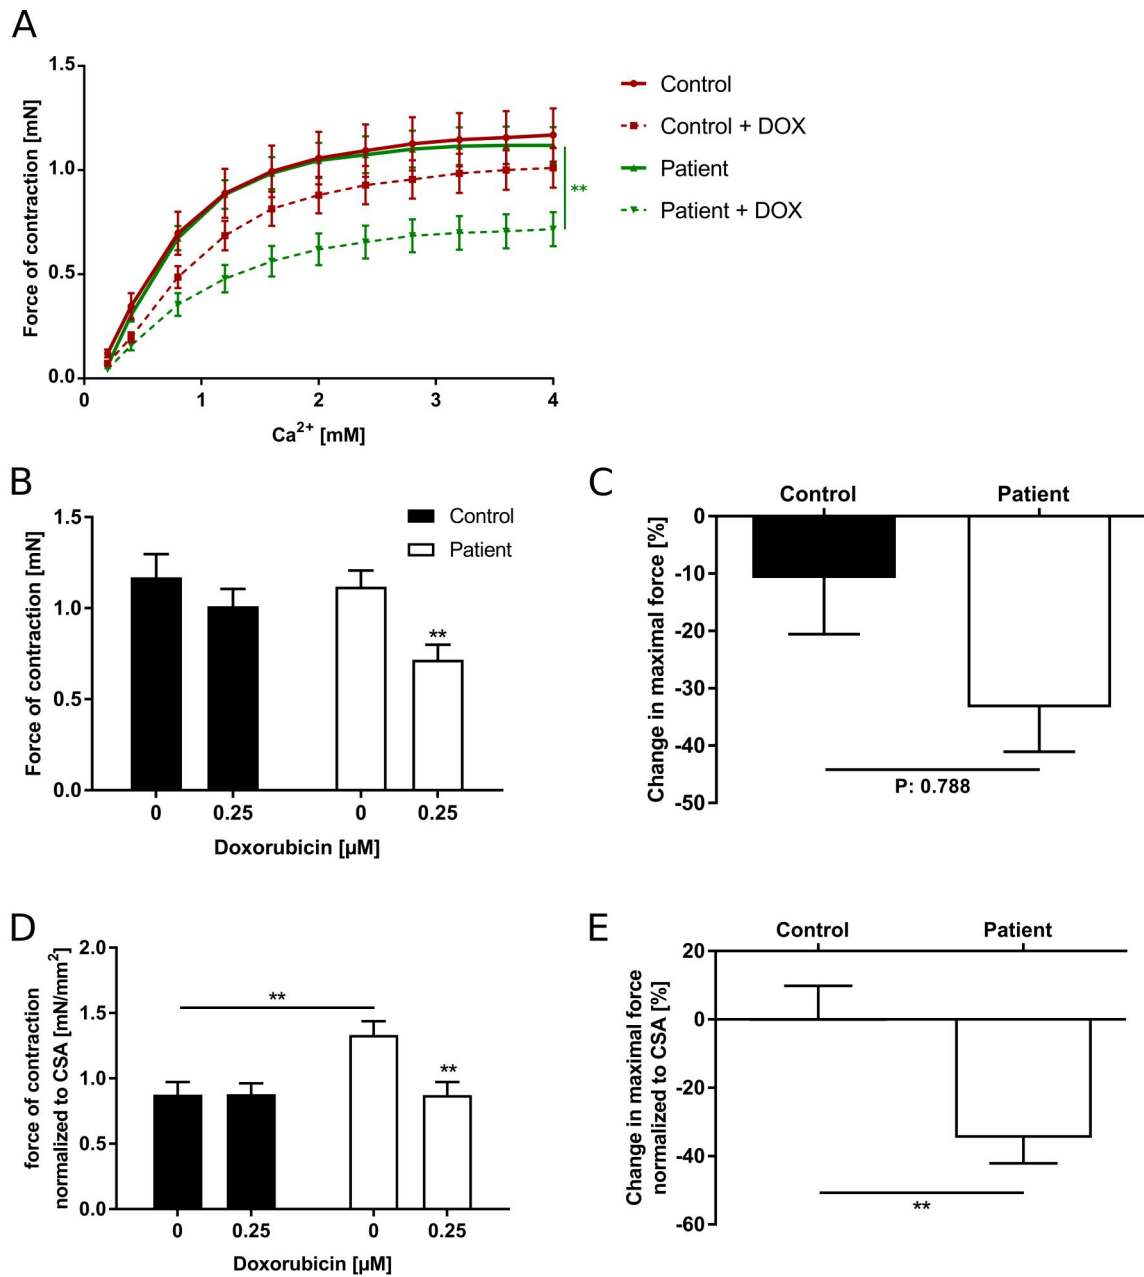 A
1.5
1.0
0.5
0.0
Force of contraction [mN]
0 1 2 3 4
Ca2+ [mM]
**
Control
Control + DOX
Patient
Patient + DOX
B
1.5
1.0
0.5
0.0
Force of contraction [mN]
Control
Patient
**
0 0.25 0 0.25
Doxorubicin [µM]
C
Control Patient
0
-10
-20
-30
-40
-50
Change in maximal force [%]
P: 0.788
D
2.0
1.5
1.0
0.5
0.0
force of contraction
normalized to CSA [mN/mm2]
**
**
0 0.25 0 0.25
Doxorubicin [µM]
E
Control Patient
20
0
-20
-40
-60
Change in maximal force
normalized to CSA [%]
**